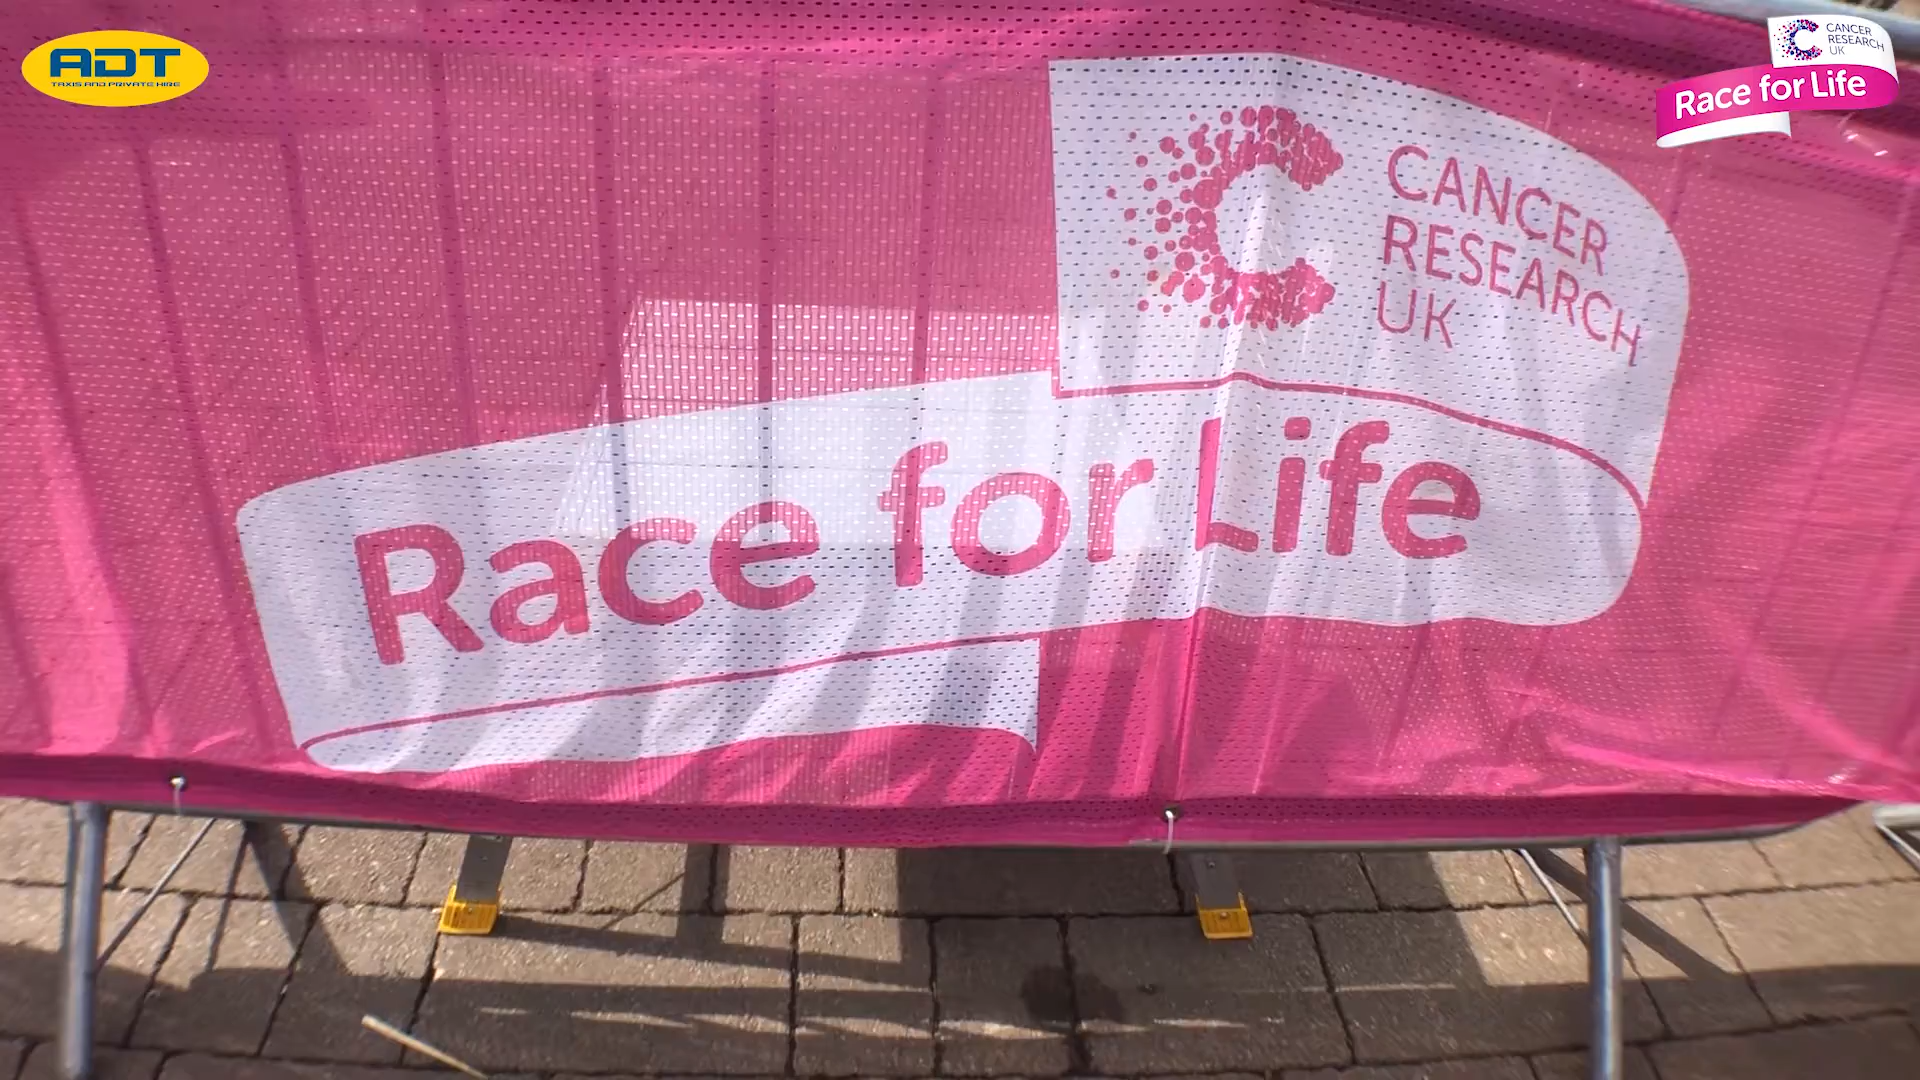 ADT
TAXIS AND PRIVATE HIRE
CANCER
RESEARCH
UK
Race for Life
CANCER
RESEARCH
UK
Race for Life